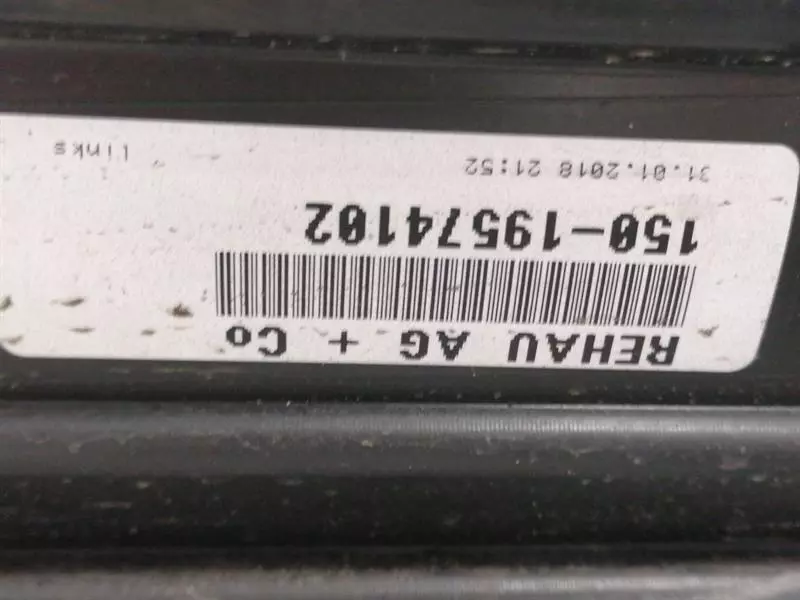 REHAU AG + Co
150-19574102
31.01.2018 21:52
links